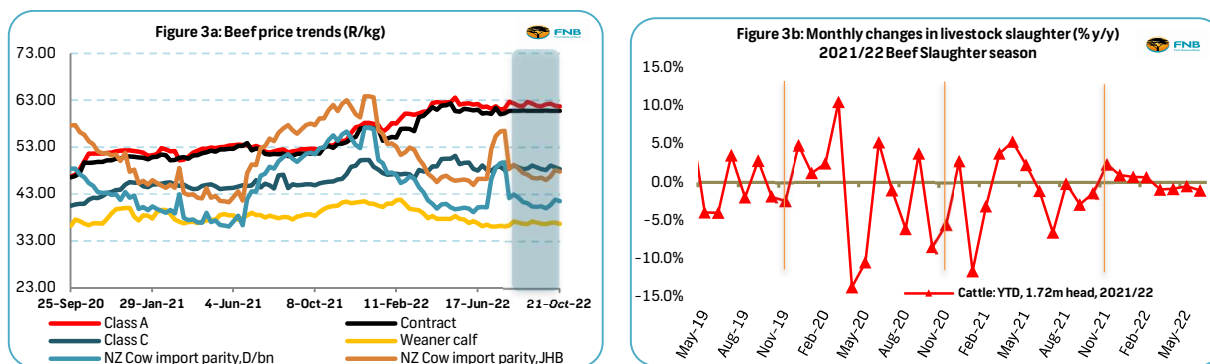 Figure 3a: Beef price trends (R/kg)
FNB
73.00
63.00
53.00
43.00
33.00
23.00
25-Sep-20
29-Jan-21
4-Jun-21
8-Oct-21
11-Feb-22
17-Jun-22
21-Oct-22
Class A
Contract
Class C
Weaner calf
NZ Cow import parity,D/bn
NZ Cow import parity,JHB
Figure 3b: Monthly changes in livestock slaughter (% y/y)
2021/22 Beef Slaughter season
FNB
15.0%
10.0%
5.0%
0.0%
-5.0%
-10.0%
-15.0%
Cattle: YTD, 1.72m head, 2021/22
May-19
Aug-19
Nov-19
Feb-20
May-20
Aug-20
Nov-20
Feb-21
May-21
Aug-21
Nov-21
Feb-22
May-22